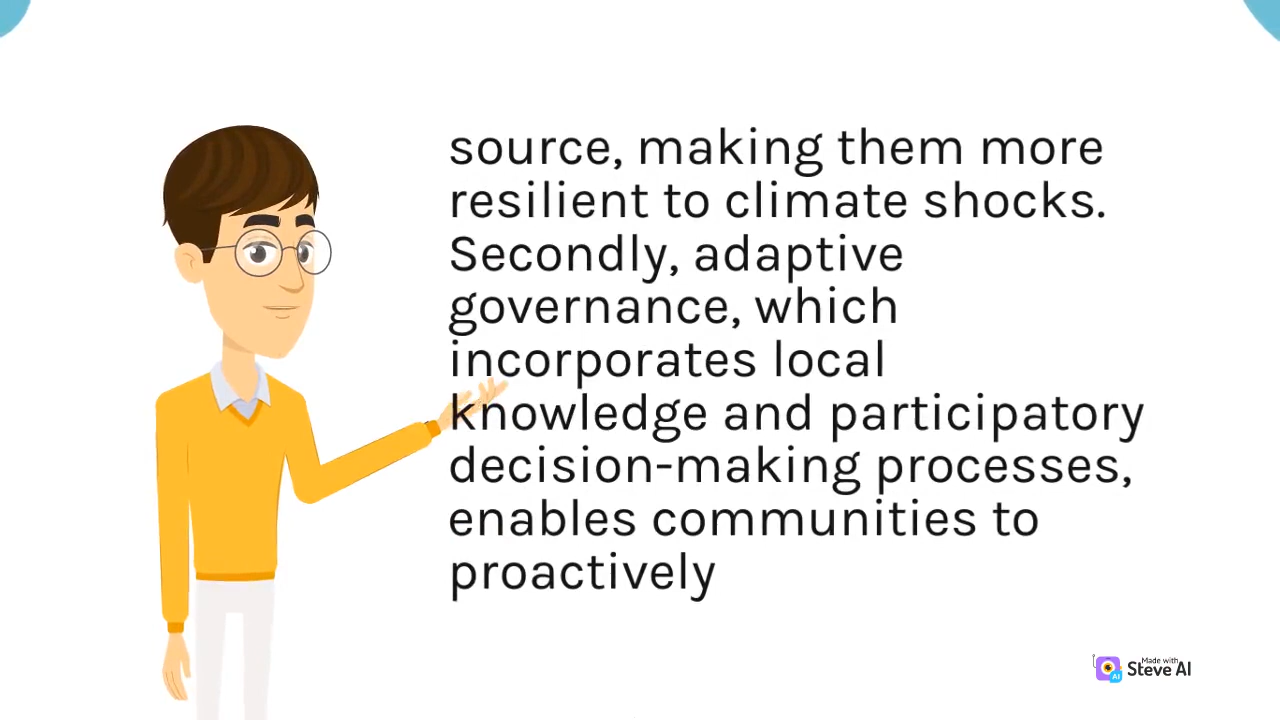 source, making them more
resilient to climate shocks.
Secondly, adaptive
governance, which
incorporates local
knowledge and participatory
decision-making processes,
enables communities to
proactively
Made with
Steve AI
AI